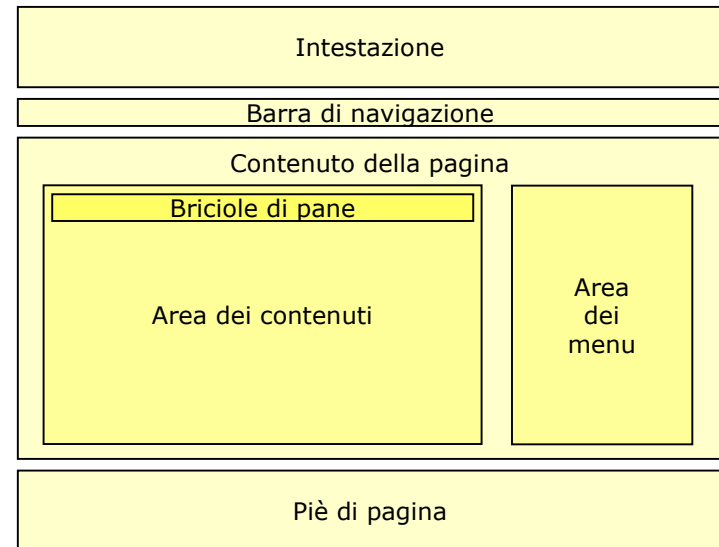 Intestazione
Barra di navigazione
Contenuto della pagina
Briciole di pane
Area dei contenuti
Area
dei
menu
Piè di pagina